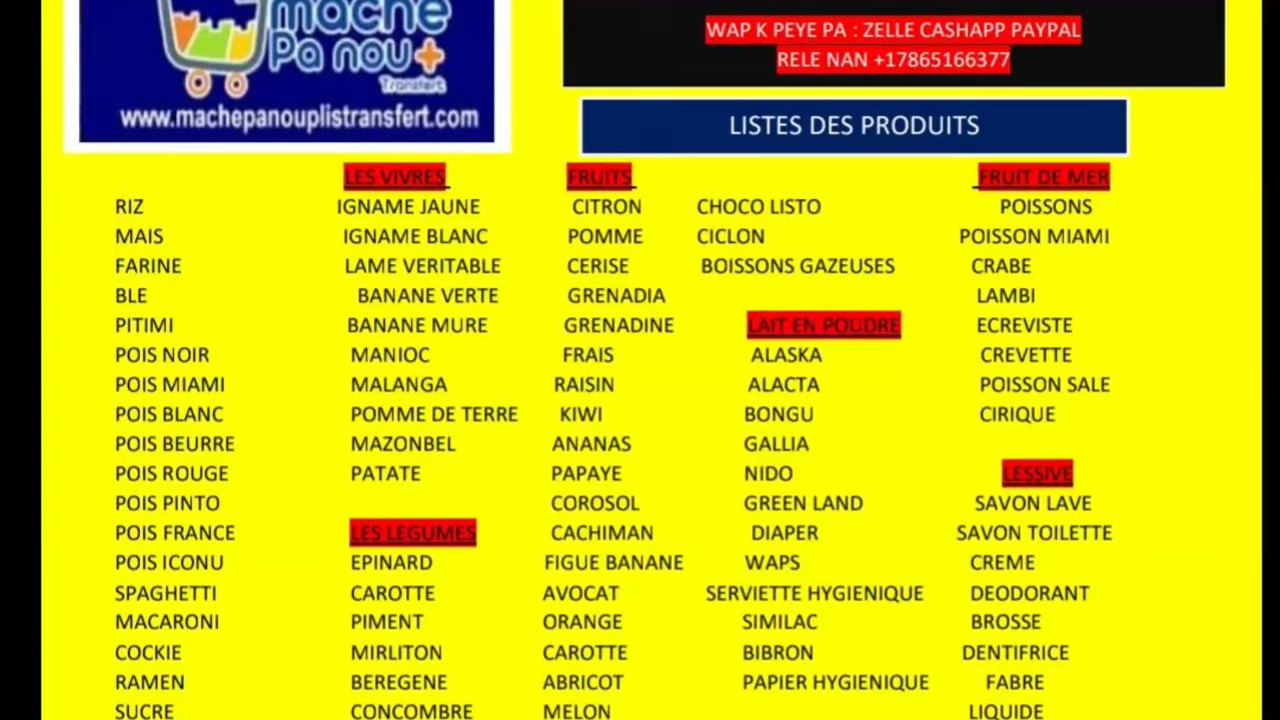 mache
Pa nou+
Transfert
www.machepanouplistransfert.com
WAP K PEYE PA : ZELLE CASHAPP PAYPAL
RELE NAN +17865166377
LISTES DES PRODUITS
LES VIVRES FRUITS FRUIT DE MER
RIZ IGNAME JAUNE CITRON CHOCO LISTO POISSONS
MAIS IGNAME BLANC POMME CICLON POISSON MIAMI
FARINE LAME VERITABLE CERISE BOISSONS GAZEUSES CRABE
BLE BANANE VERTE GRENADIA LAMBI
PITIMI BANANE MURE GRENADINE LAIT EN POUDRE ECREVISTE
POIS NOIR MANIOC FRAIS ALASKA CREVETTE
POIS MIAMI MALANGA RAISIN ALACTA POISSON SALE
POIS BLANC POMME DE TERRE KIWI BONGU CIRIQUE
POIS BEURRE MAZONBEL ANANAS GALLIA
POIS ROUGE PATATE PAPAYE NIDO LESSIVE
POIS PINTO COROSOL GREEN LAND SAVON LAVE
POIS FRANCE LES LEGUMES CACHIMAN DIAPER SAVON TOILETTE
POIS ICONU EPINARD FIGUE BANANE WAPS CREME
SPAGHETTI CAROTTE AVOCAT SERVIETTE HYGIENIQUE DEODORANT
MACARONI PIMENT ORANGE SIMILAC BROSSE
COCKIE MIRLITON CAROTTE BIBRON DENTIFRICE
RAMEN BEREGENE ABRICOT PAPIER HYGIENIQUE FABRE
SUCRE CONCOMBRE MELON LIQUIDE